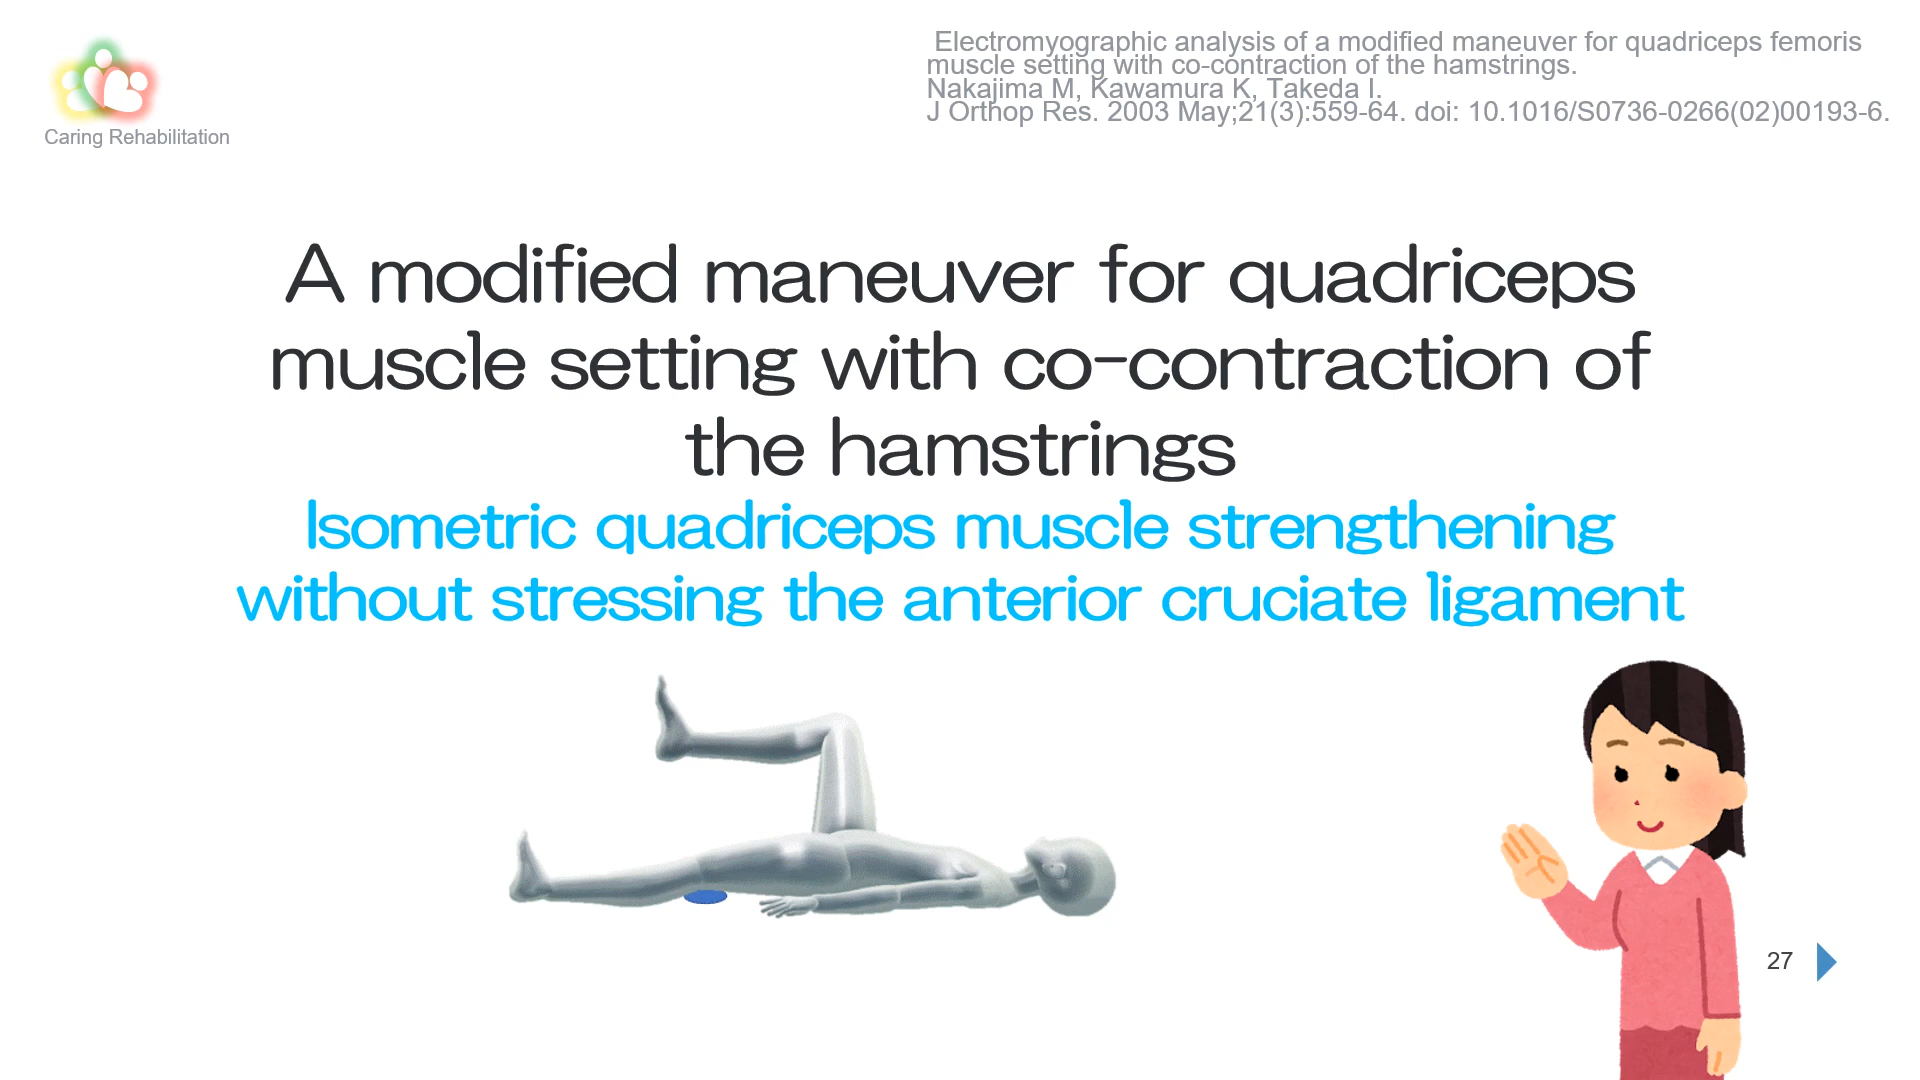 Caring Rehabilitation
Electromyographic analysis of a modified maneuver for quadriceps femoris
muscle setting with co-contraction of the hamstrings.
Nakajima M, Kawamura K, Takeda I.
J Orthop Res. 2003 May;21(3):559-64. doi: 10.1016/S0736-0266(02)00193-6.
A modified maneuver for quadriceps
muscle setting with co-contraction of
the hamstrings
Isometric quadriceps muscle strengthening
without stressing the anterior cruciate ligament
27